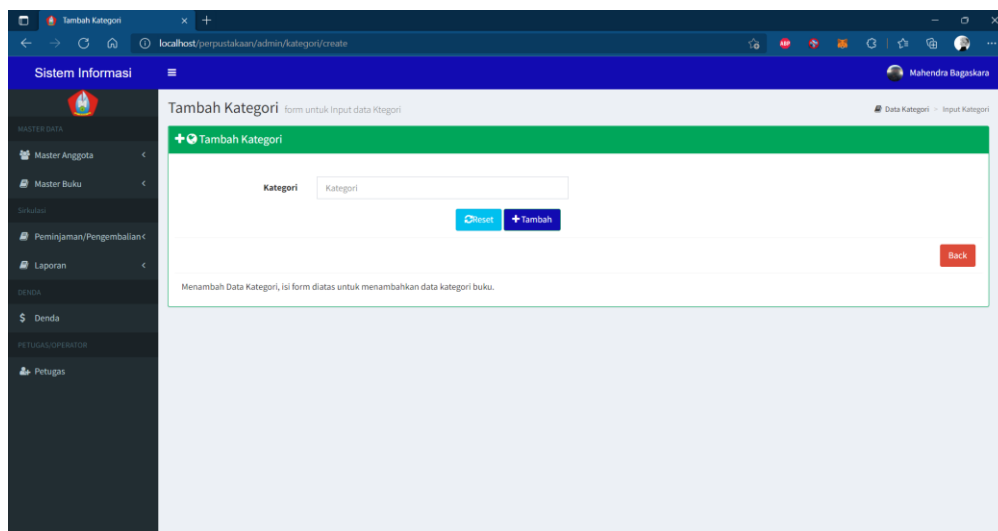 Tambah Kategori
localhost/perpustakaan/admin/kategori/create
ABP
Sistem Informasi
Mahendra Bagaskara
Tambah Kategori form untuk Input data Ktegori
Data Kategori > Input Kategori
MASTER DATA
Tambah Kategori
Master Anggota
Kategori Kategori
Master Buku
Sirkulasi
Reset Tambah
Peminjaman/Pengembalian
Back
Laporan
Menambah Data Kategori, isi form diatas untuk menambahkan data kategori buku.
DENDA
$ Denda
PETUGAS/OPERATOR
Petugas